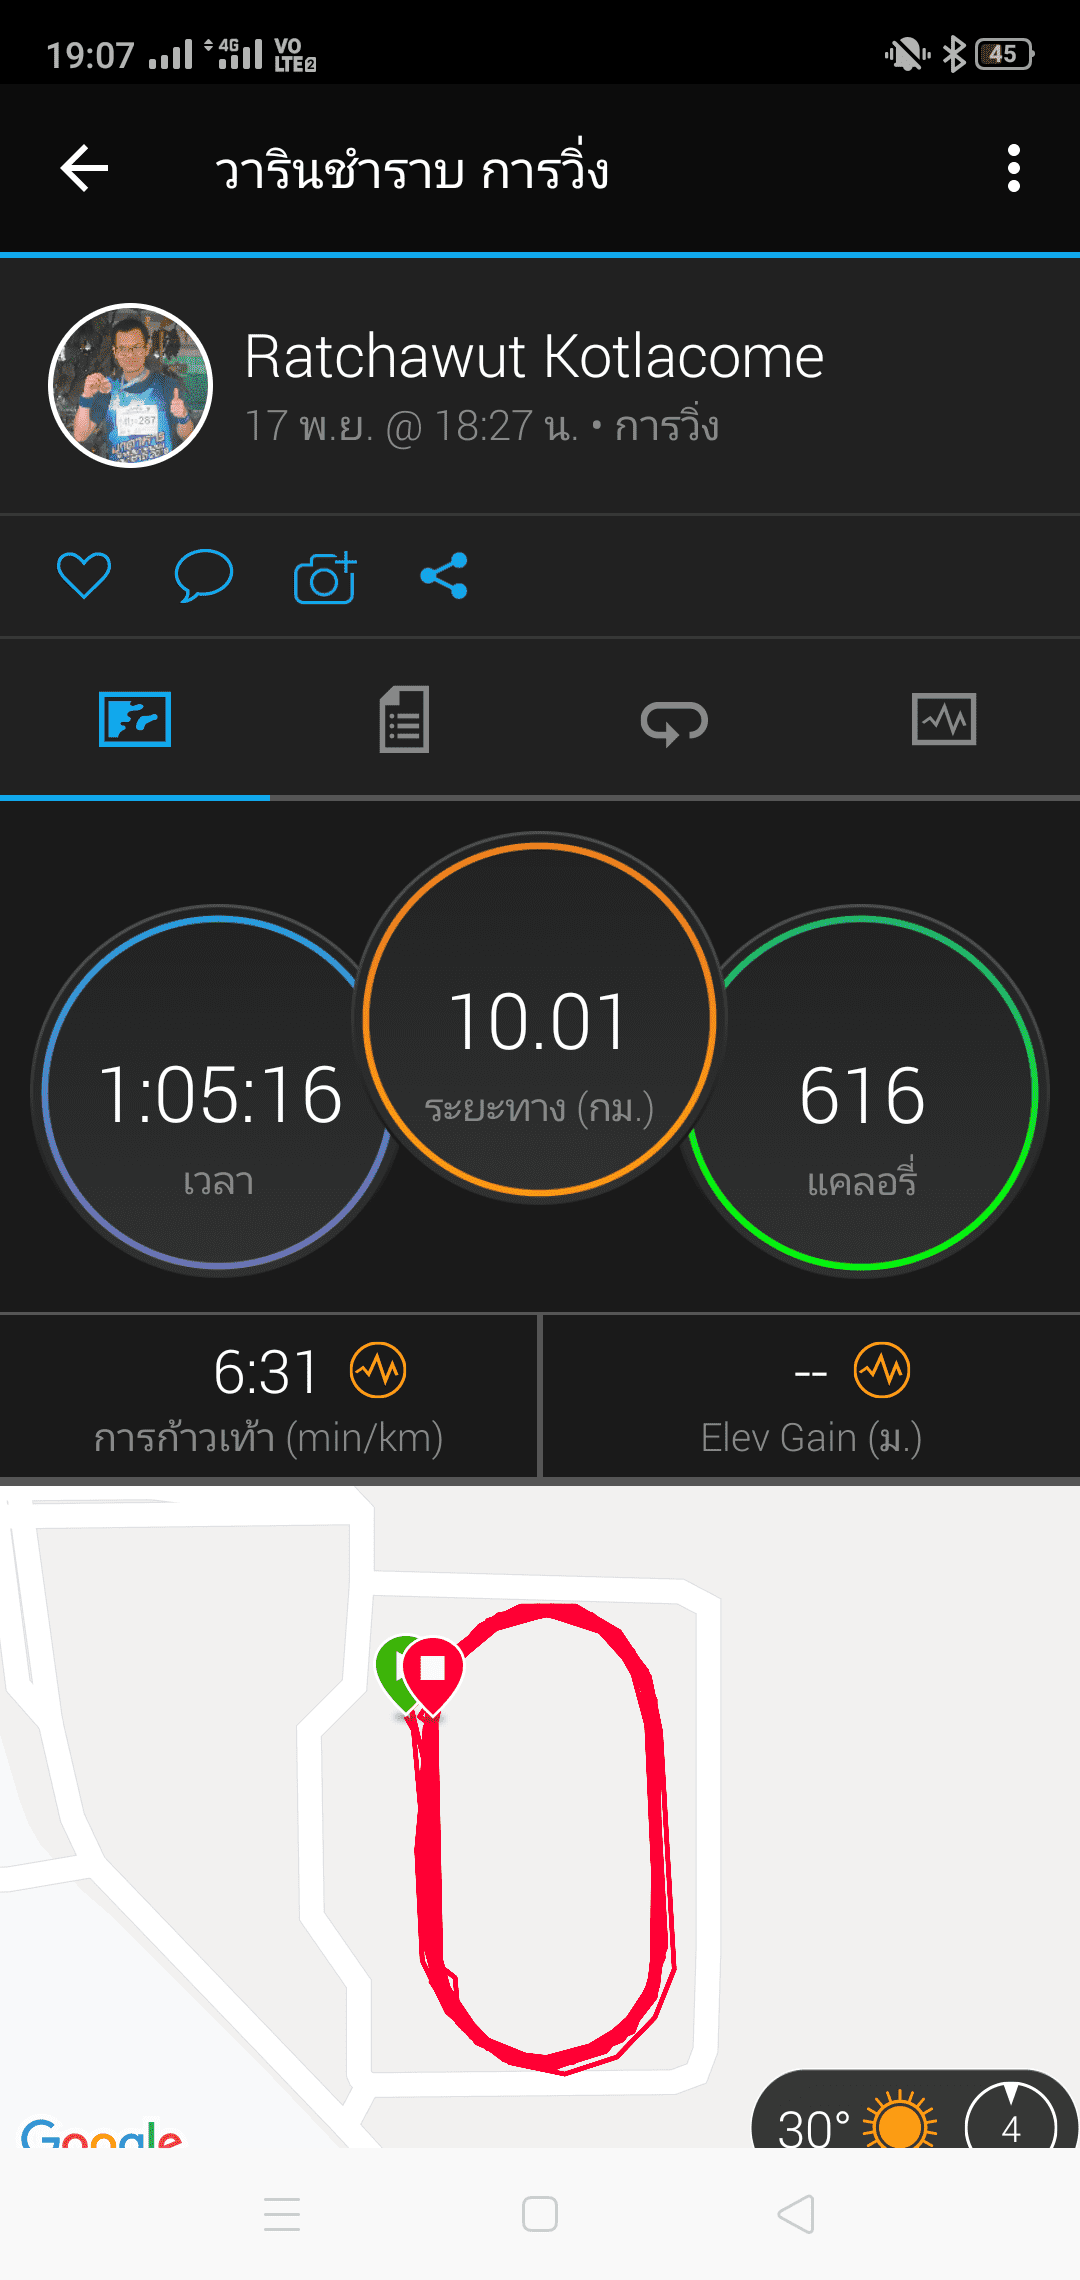 19:07 4G VO LTE2 45
วารินชำราบ การวิ่ง
Ratchawut Kotlacome
17 พ.ย. @ 18:27 น. • การวิ่ง
10.01
ระยะทาง (กม.)
1:05:16
เวลา
616
แคลอรี่
6:31
การก้าวเท้า (min/km)
--
Elev Gain (ม.)
30° 4
Google